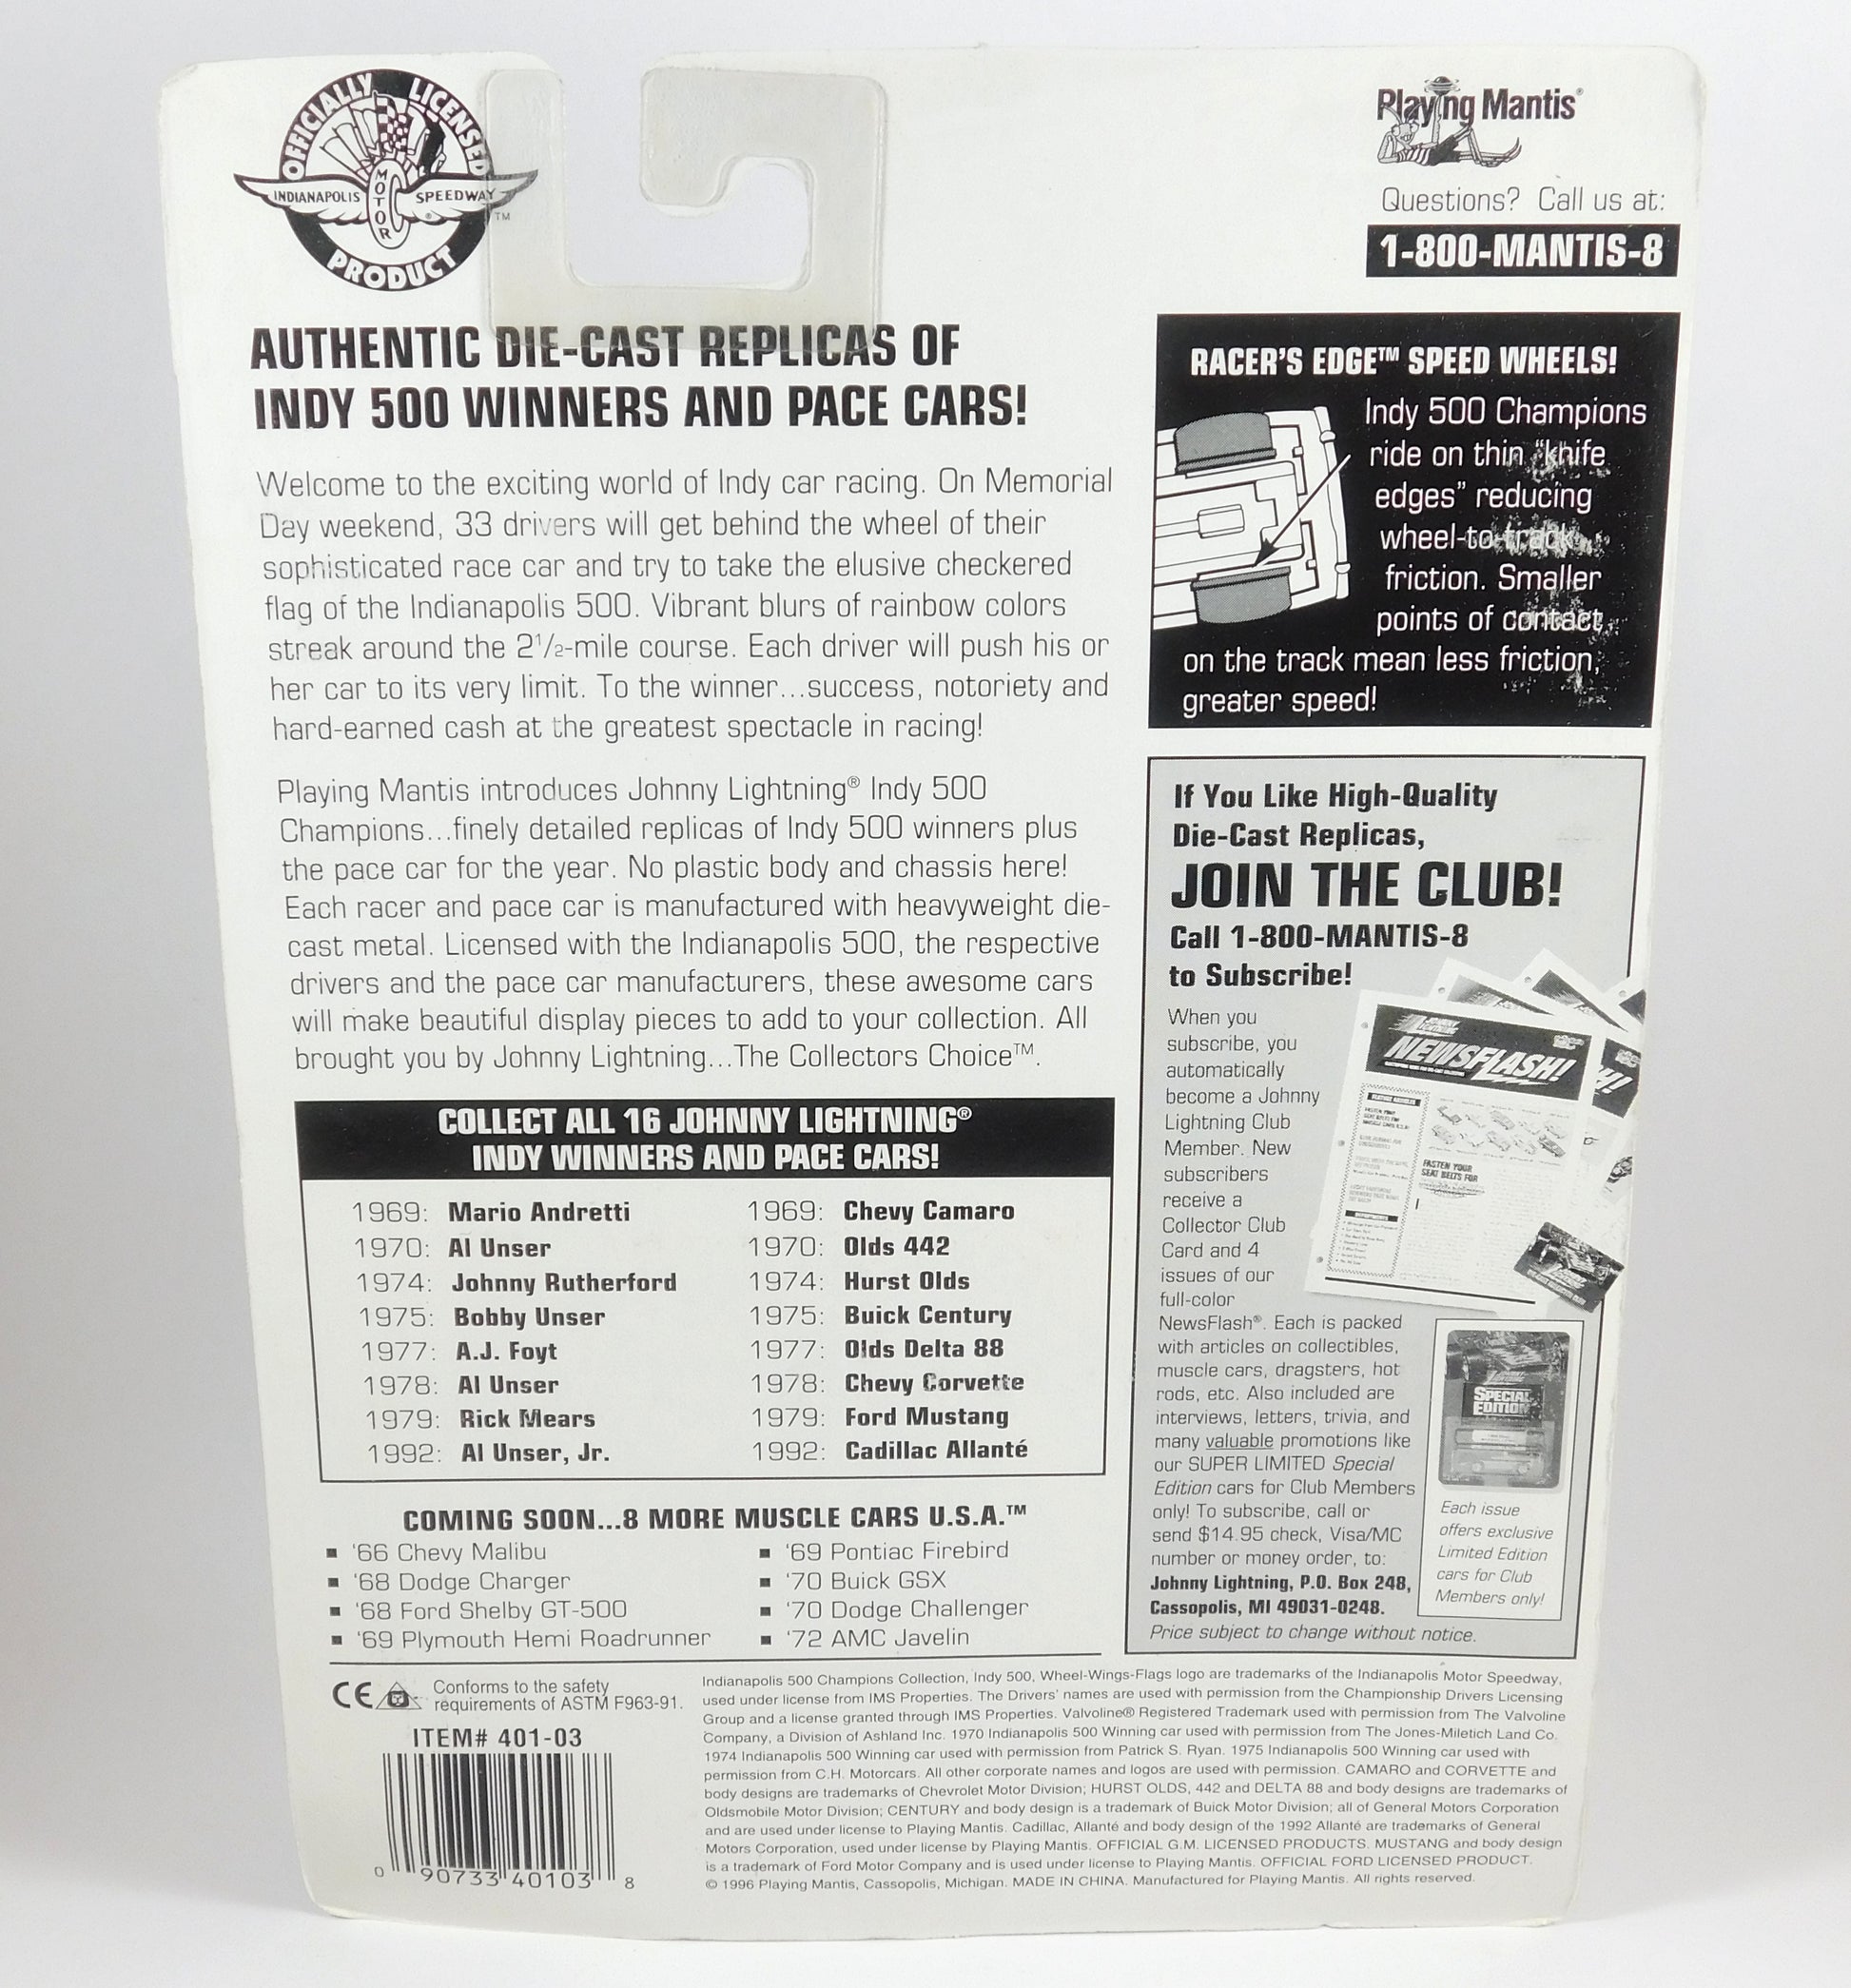 OFFICIALLY LICENSED
INDIANAPOLIS MOTOR SPEEDWAY
® ™
PRODUCT
Playing Mantis®
Questions? Call us at:
1-800-MANTIS-8
AUTHENTIC DIE-CAST REPLICAS OF
INDY 500 WINNERS AND PACE CARS!
Welcome to the exciting world of Indy car racing. On Memorial
Day weekend, 33 drivers will get behind the wheel of their
sophisticated race car and try to take the elusive checkered
flag of the Indianapolis 500. Vibrant blurs of rainbow colors
streak around the 2 1/2-mile course. Each driver will push his or
her car to its very limit. To the winner...success, notoriety and
hard-earned cash at the greatest spectacle in racing!
Playing Mantis introduces Johnny Lightning® Indy 500
Champions...finely detailed replicas of Indy 500 winners plus
the pace car for the year. No plastic body and chassis here!
Each racer and pace car is manufactured with heavyweight die-
cast metal. Licensed with the Indianapolis 500, the respective
drivers and the pace car manufacturers, these awesome cars
will make beautiful display pieces to add to your collection. All
brought you by Johnny Lightning...The Collectors Choice™.
COLLECT ALL 16 JOHNNY LIGHTNING®
INDY WINNERS AND PACE CARS!
1969: Mario Andretti 1969: Chevy Camaro
1970: Al Unser 1970: Olds 442
1974: Johnny Rutherford 1974: Hurst Olds
1975: Bobby Unser 1975: Buick Century
1977: A.J. Foyt 1977: Olds Delta 88
1978: Al Unser 1978: Chevy Corvette
1979: Rick Mears 1979: Ford Mustang
1992: Al Unser, Jr. 1992: Cadillac Allanté
COMING SOON...8 MORE MUSCLE CARS U.S.A.™
▪ '66 Chevy Malibu ▪ '69 Pontiac Firebird
▪ '68 Dodge Charger ▪ '70 Buick GSX
▪ '68 Ford Shelby GT-500 ▪ '70 Dodge Challenger
▪ '69 Plymouth Hemi Roadrunner ▪ '72 AMC Javelin
RACER'S EDGE™ SPEED WHEELS!
Indy 500 Champions
ride on thin "knife
edges" reducing
wheel-to-track
friction. Smaller
points of contact
on the track mean less friction,
greater speed!
If You Like High-Quality
Die-Cast Replicas,
JOIN THE CLUB!
Call 1-800-MANTIS-8
to Subscribe!
When you
subscribe, you
automatically
become a Johnny
Lightning Club
Member. New
subscribers
receive a
Collector Club
Card and 4
issues of our
full-color
NewsFlash®. Each is packed
with articles on collectibles,
muscle cars, dragsters, hot
rods, etc. Also included are
interviews, letters, trivia, and
many valuable promotions like
our SUPER LIMITED Special
Edition cars for Club Members
only! To subscribe, call or
send $14.95 check, Visa/MC
number or money order, to:
Johnny Lightning, P.O. Box 248,
Cassopolis, MI 49031-0248.
Price subject to change without notice.
NEWSFLASH!
H!
FASTEN YOUR
SEAT BELTS FOR
SPECIAL
EDITION
Each issue
offers exclusive
Limited Edition
cars for Club
Members only!
CE
Conforms to the safety
requirements of ASTM F963-91.
ITEM# 401-03
0 90733 40103 8
Indianapolis 500 Champions Collection, Indy 500, Wheel-Wings-Flags logo are trademarks of the Indianapolis Motor Speedway,
used under license from IMS Properties. The Drivers' names are used with permission from the Championship Drivers Licensing
Group and a license granted through IMS Properties. Valvoline® Registered Trademark used with permission from The Valvoline
Company, a Division of Ashland Inc. 1970 Indianapolis 500 Winning car used with permission from The Jones-Miletich Land Co.
1974 Indianapolis 500 Winning car used with permission from Patrick S. Ryan. 1975 Indianapolis 500 Winning car used with
permission from C.H. Motorcars. All other corporate names and logos are used with permission. CAMARO and CORVETTE and
body designs are trademarks of Chevrolet Motor Division; HURST OLDS, 442 and DELTA 88 and body designs are trademarks of
Oldsmobile Motor Division; CENTURY and body design is a trademark of Buick Motor Division; all of General Motors Corporation
and are used under license to Playing Mantis. Cadillac, Allanté and body design of the 1992 Allanté are trademarks of General
Motors Corporation, used under license by Playing Mantis. OFFICIAL G.M. LICENSED PRODUCTS. MUSTANG and body design
is a trademark of Ford Motor Company and is used under license to Playing Mantis. OFFICIAL FORD LICENSED PRODUCT.
© 1996 Playing Mantis, Cassopolis, Michigan. MADE IN CHINA. Manufactured for Playing Mantis. All rights reserved.